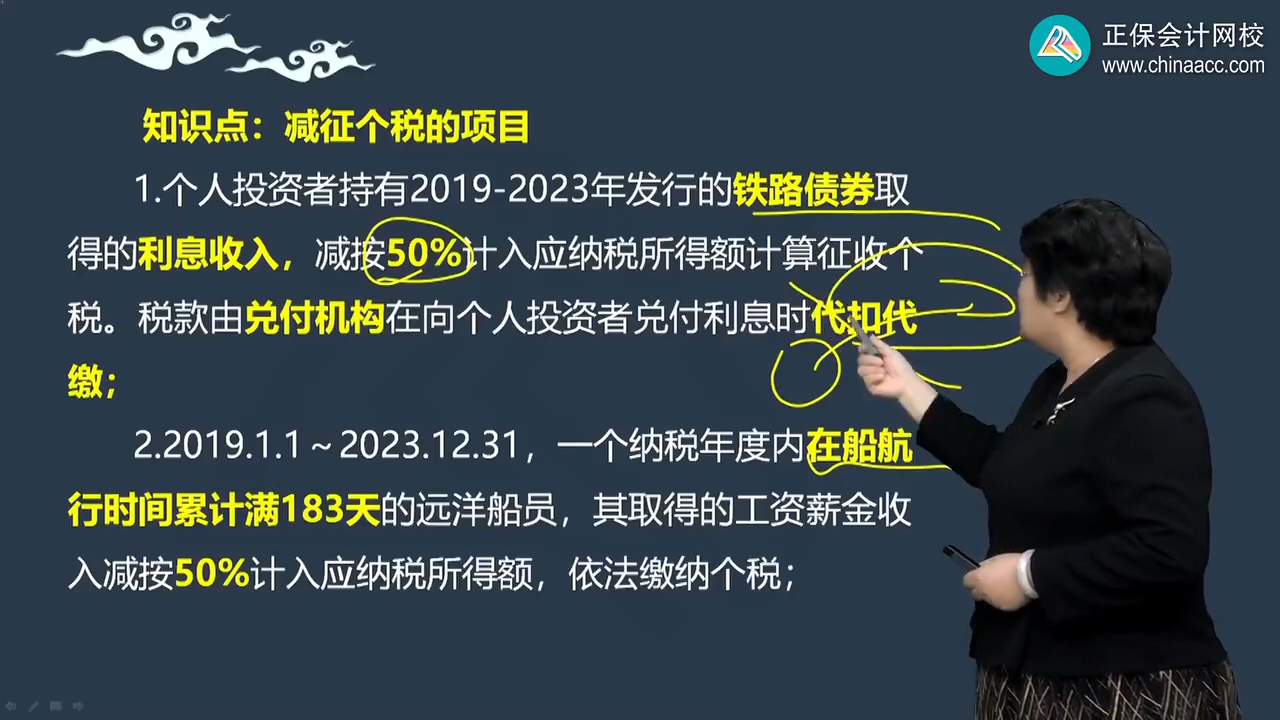 正保会计网校
www.chinaacc.com
知识点：减征个税的项目
1.个人投资者持有2019-2023年发行的铁路债券取
得的利息收入，减按50%计入应纳税所得额计算征收个
税。税款由兑付机构在向个人投资者兑付利息时代扣代
缴；
2.2019.1.1～2023.12.31，一个纳税年度内在船航
行时间累计满183天的远洋船员，其取得的工资薪金收
入减按50%计入应纳税所得额，依法缴纳个税；